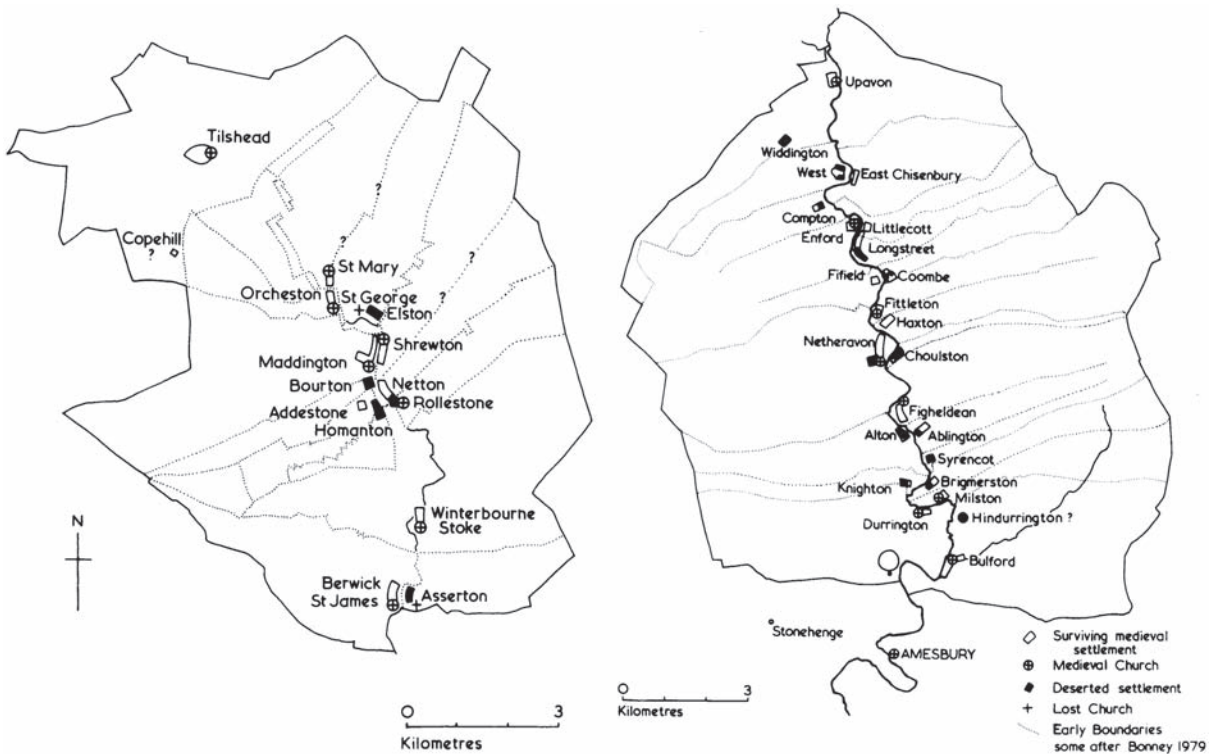 Tilshead
Copehill
?
?
?
?
St Mary
Orcheston
St George
Elston
Shrewton
Maddington
Bourton
Netton
Addestone
Rollestone
Homanton
N
Winterbourne
Stoke
Berwick
St James
Asserton
0 3
Kilometres
Upavon
Widdington
West
East Chisenbury
Compton
Enford
Littlecott
Longstreet
Fifield
Coombe
Fittleton
Haxton
Netheravon
Choulston
Figheldean
Alton
Ablington
Syrencot
Knighton
Brigmerston
Milston
Durrington
Hindurrington ?
Bulford
Stonehenge
AMESBURY
0 3
Kilometres
Surviving medieval
settlement
Medieval Church
Deserted settlement
Lost Church
Early Boundaries
some after Bonney 1979